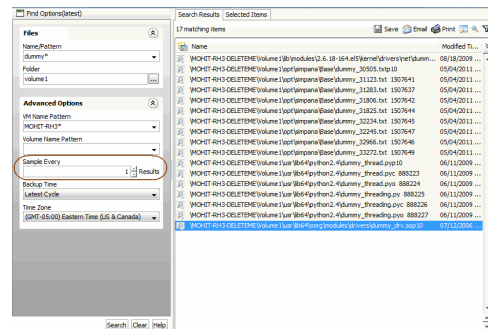 Find Options(latest)
Files
Name/Pattern
dummy*
Folder
volume1
...
Advanced Options
VM Name Pattern
MOHIT-RH3*
Volume Name Pattern
Sample Every
1 Results
Backup Time
Latest Cycle
Time Zone
(GMT-05:00) Eastern Time (US & Canada)
Search Clear Help
Search Results Selected Items
17 matching items Save Email Print
Name Modified Ti...
\MOHIT-RH3-DELETEME\Volume1\lib\modules\2.6.18-164.el5\kernel\drivers\net\dumm... 08/18/2009 ...
\MOHIT-RH3-DELETEME\Volume1\opt\simpana\Base\dummy_30505.txtp10 05/04/2011 ...
\MOHIT-RH3-DELETEME\Volume1\opt\simpana\Base\dummy_31123.txt 1507641 05/04/2011 ...
\MOHIT-RH3-DELETEME\Volume1\opt\simpana\Base\dummy_31283.txt 1507637 05/04/2011 ...
\MOHIT-RH3-DELETEME\Volume1\opt\simpana\Base\dummy_31806.txt 1507642 05/04/2011 ...
\MOHIT-RH3-DELETEME\Volume1\opt\simpana\Base\dummy_31825.txt 1507644 05/04/2011 ...
\MOHIT-RH3-DELETEME\Volume1\opt\simpana\Base\dummy_32234.txt 1507645 05/04/2011 ...
\MOHIT-RH3-DELETEME\Volume1\opt\simpana\Base\dummy_32245.txt 1507647 05/04/2011 ...
\MOHIT-RH3-DELETEME\Volume1\opt\simpana\Base\dummy_32966.txt 1507646 05/04/2011 ...
\MOHIT-RH3-DELETEME\Volume1\opt\simpana\Base\dummy_33272.txt 1507649 05/04/2011 ...
\MOHIT-RH3-DELETEME\Volume1\usr\lib64\python2.4\dummy_thread.pyp10 06/11/2009 ...
\MOHIT-RH3-DELETEME\Volume1\usr\lib64\python2.4\dummy_thread.pyc 888223 06/11/2009 ...
\MOHIT-RH3-DELETEME\Volume1\usr\lib64\python2.4\dummy_thread.pyo 888224 06/11/2009 ...
\MOHIT-RH3-DELETEME\Volume1\usr\lib64\python2.4\dummy_threading.py 888225 06/11/2009 ...
\MOHIT-RH3-DELETEME\Volume1\usr\lib64\python2.4\dummy_threading.pyc 888226 06/11/2009 ...
\MOHIT-RH3-DELETEME\Volume1\usr\lib64\python2.4\dummy_threading.pyo 888227 06/11/2009 ...
\MOHIT-RH3-DELETEME\Volume1\usr\lib64\xorg\modules\drivers\dummy_drv.sop10 07/12/2006 ...